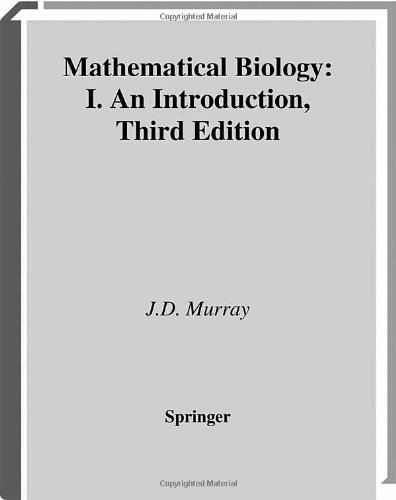 Copyrighted Material
Mathematical Biology:
I. An Introduction,
Third Edition
J.D. Murray
Springer
Copyrighted Material